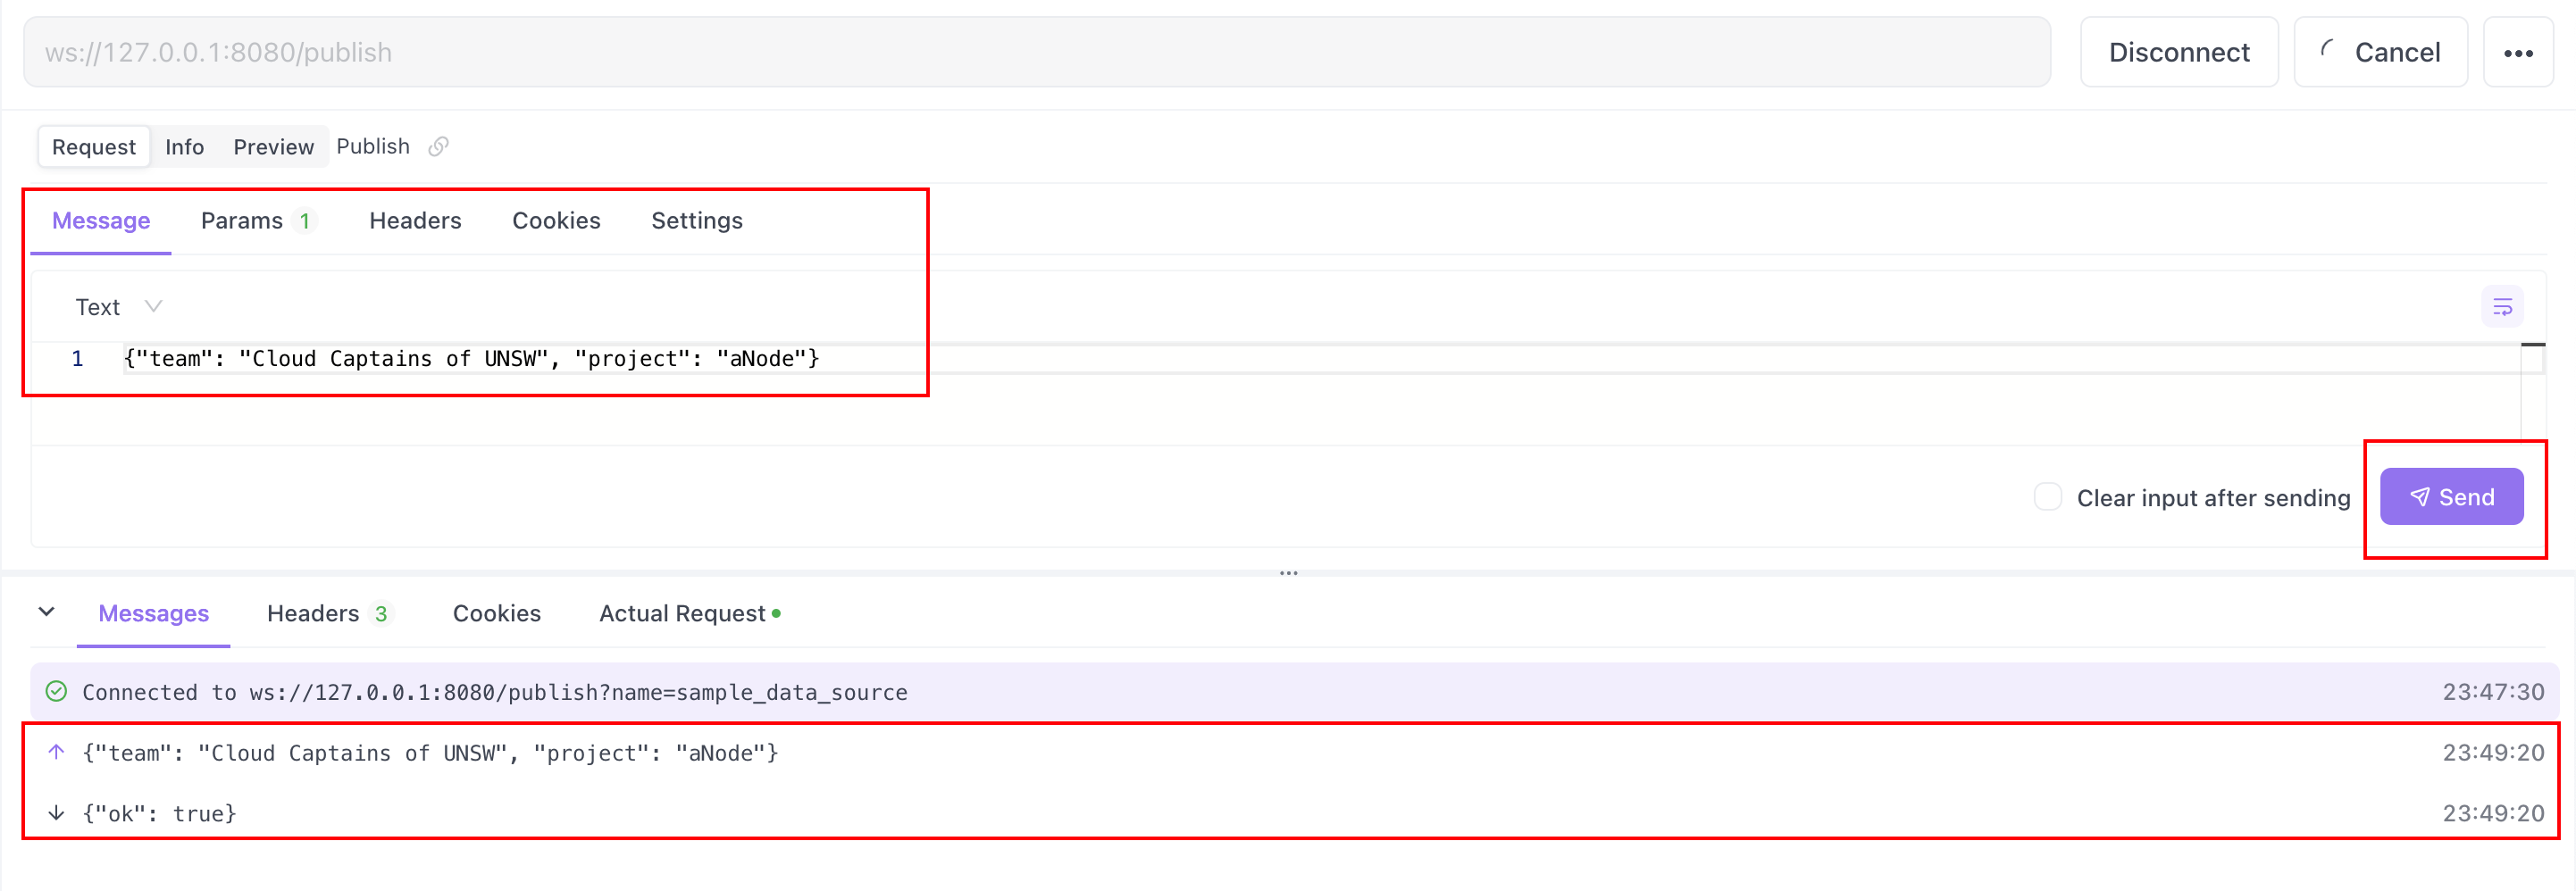 ws://127.0.0.1:8080/publish Disconnect Cancel •••
Request Info Preview Publish
Message Params 1 Headers Cookies Settings
Text
1 {"team": "Cloud Captains of UNSW", "project": "aNode"}
Clear input after sending Send
Messages Headers 3 Cookies Actual Request
Connected to ws://127.0.0.1:8080/publish?name=sample_data_source 23:47:30
{"team": "Cloud Captains of UNSW", "project": "aNode"} 23:49:20
{"ok": true} 23:49:20